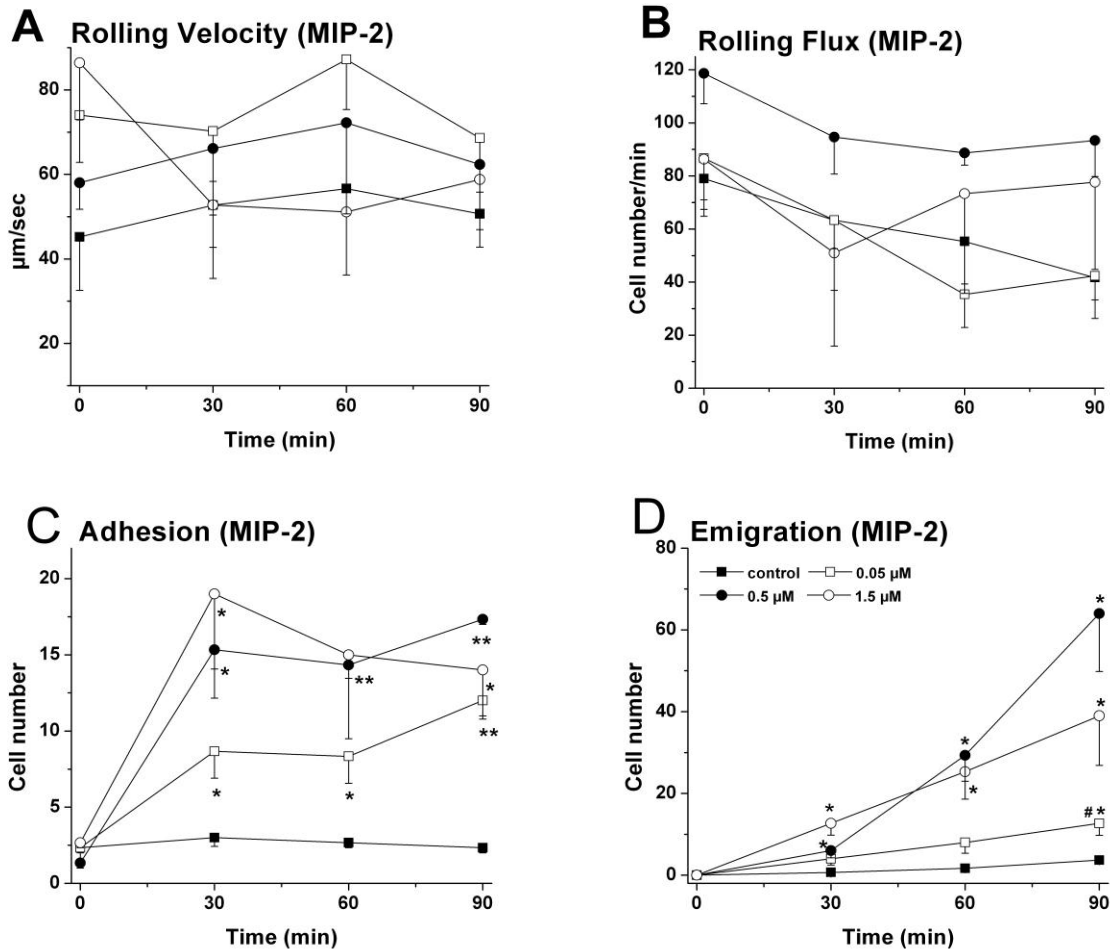 A Rolling Velocity (MIP-2)
80
60
40
20
µm/sec
0 30 60 90
Time (min)
B Rolling Flux (MIP-2)
120
100
80
60
40
20
0
Cell number/min
0 30 60 90
Time (min)
C Adhesion (MIP-2)
20
15
10
5
0
Cell number
* * * ** * ** * **
0 30 60 90
Time (min)
D Emigration (MIP-2)
80
60
40
20
0
Cell number
control 0.05 µM
0.5 µM 1.5 µM
* * * * * * # *
0 30 60 90
Time (min)